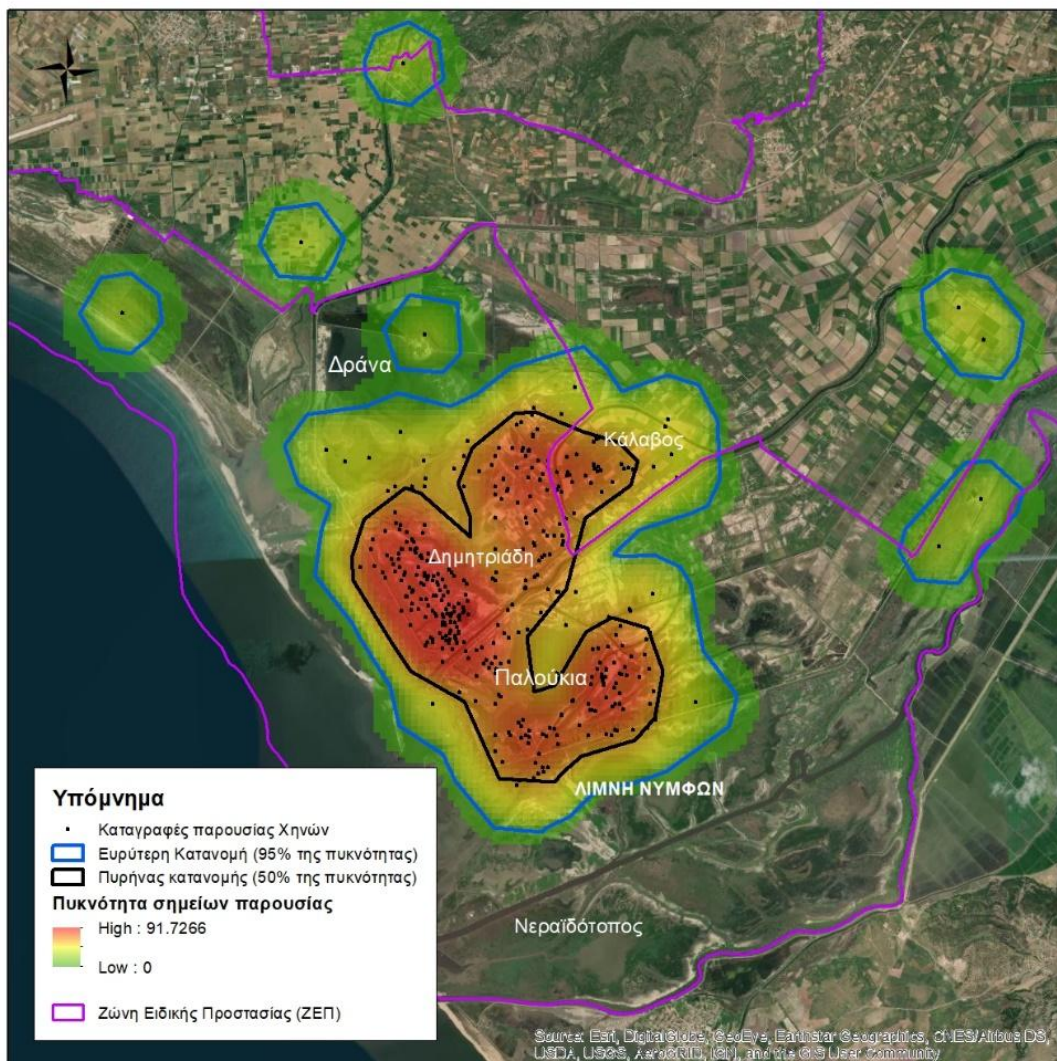 Δράνα
Κάλαβος
Δημητριάδη
Παλούκια
ΛΙΜΝΗ ΝΥΜΦΩΝ
Νεραϊδότοπος
Υπόμνημα
Καταγραφές παρουσίας Χηνών
Ευρύτερη Κατανομή (95% της πυκνότητας)
Πυρήνας κατανομής (50% της πυκνότητας)
Πυκνότητα σημείων παρουσίας
High : 91.7266
Low : 0
Ζώνη Ειδικής Προστασίας (ΖΕΠ)
Source: Esri, DigitalGlobe, GeoEye, Earthstar Geographics, CNES/Airbus DS,
USDA, USGS, AeroGRID, IGN, and the GIS User Community